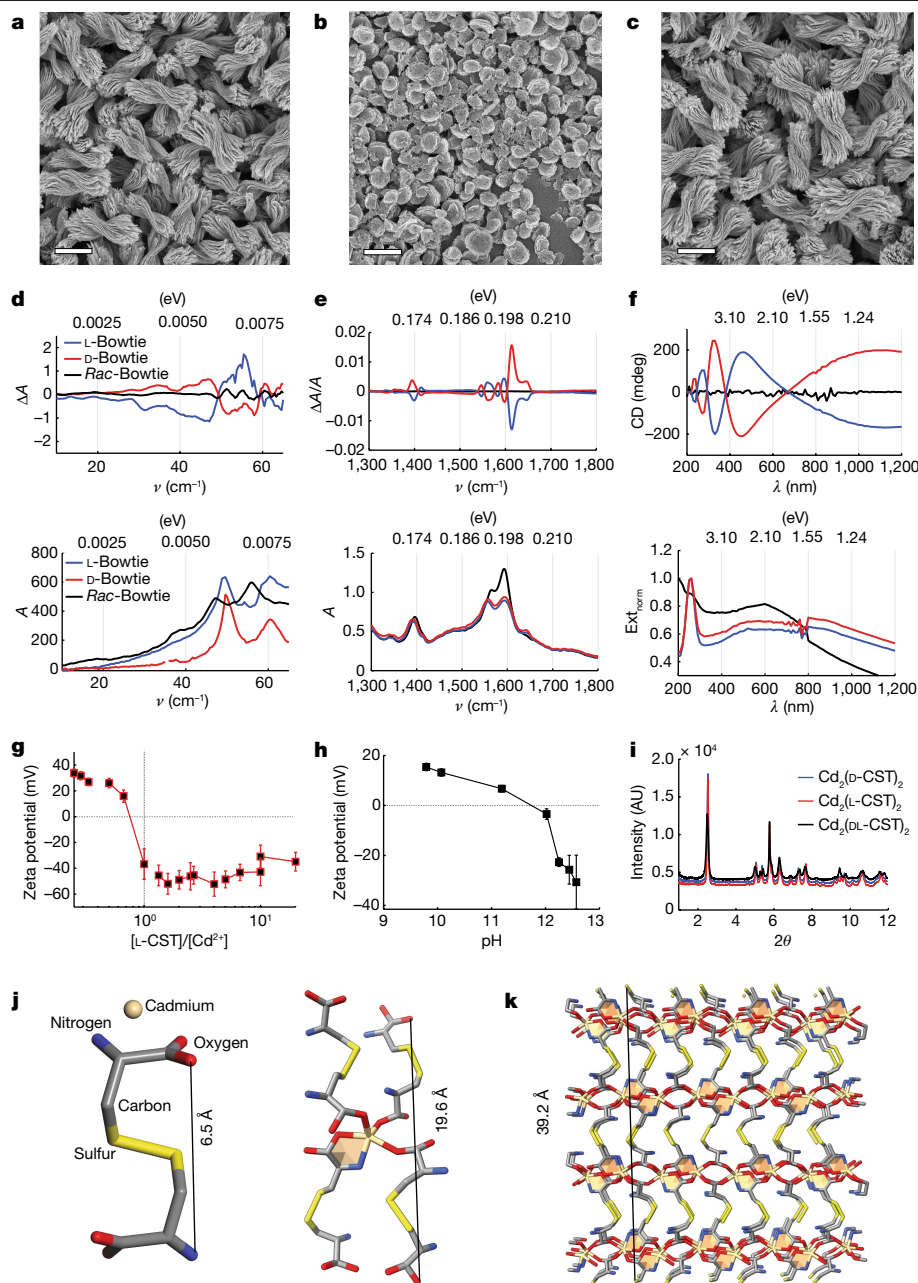 a
b
c
d
(eV)
0.0025 0.0050 0.0075
L-Bowtie
D-Bowtie
Rac-Bowtie
2
1
0
−1
−2
ΔA
20 40 60
ν (cm⁻¹)
(eV)
0.0025 0.0050 0.0075
L-Bowtie
D-Bowtie
Rac-Bowtie
800
600
400
200
0
A
20 40 60
ν (cm⁻¹)
e
(eV)
0.174 0.186 0.198 0.210
0.02
0.01
0
−0.01
−0.02
ΔA/A
1,300 1,400 1,500 1,600 1,700 1,800
ν (cm⁻¹)
(eV)
0.174 0.186 0.198 0.210
1.5
1.0
0.5
0
A
1,300 1,400 1,500 1,600 1,700 1,800
ν (cm⁻¹)
f
(eV)
3.10 2.10 1.55 1.24
200
0
−200
CD (mdeg)
200 400 600 800 1,000 1,200
λ (nm)
(eV)
3.10 2.10 1.55 1.24
1.0
0.8
0.6
0.4
Ext_norm
200 400 600 800 1,000 1,200
λ (nm)
g
40
20
0
−20
−40
−60
Zeta potential (mV)
10⁰ 10¹
[L-CST]/[Cd²⁺]
h
20
0
−20
−40
Zeta potential (mV)
9 10 11 12 13
pH
i
2.0 × 10⁴
1.5
1.0
0.5
0
Intensity (AU)
Cd₂(D-CST)₂
Cd₂(L-CST)₂
Cd₂(DL-CST)₂
2 4 6 8 10 12
2θ
j
Cadmium
Nitrogen
Oxygen
Carbon
Sulfur
6.5 Å
19.6 Å
k
39.2 Å